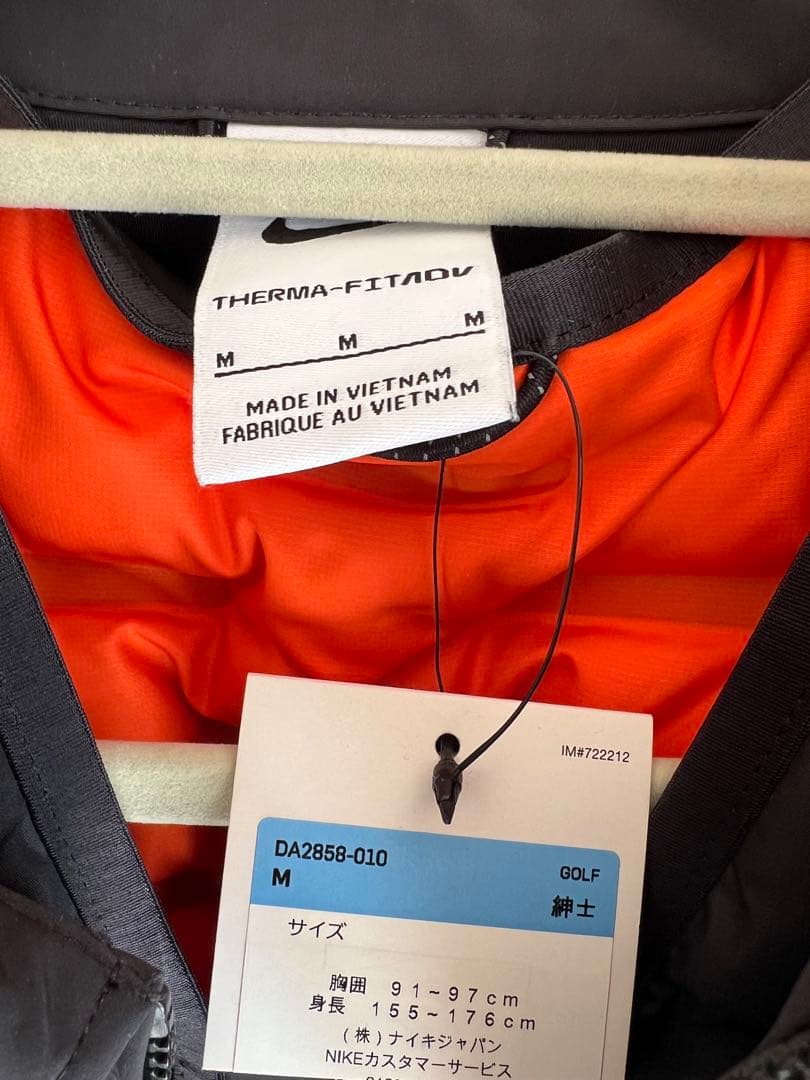 THERMA-FITADV
M M M
MADE IN VIETNAM
FABRIQUE AU VIETNAM
IM#722212
DA2858-010
GOLF
M
紳士
サイズ
胸囲 91~97cm
身長 155~176cm
(株)ナイキジャパン
NIKEカスタマーサービス